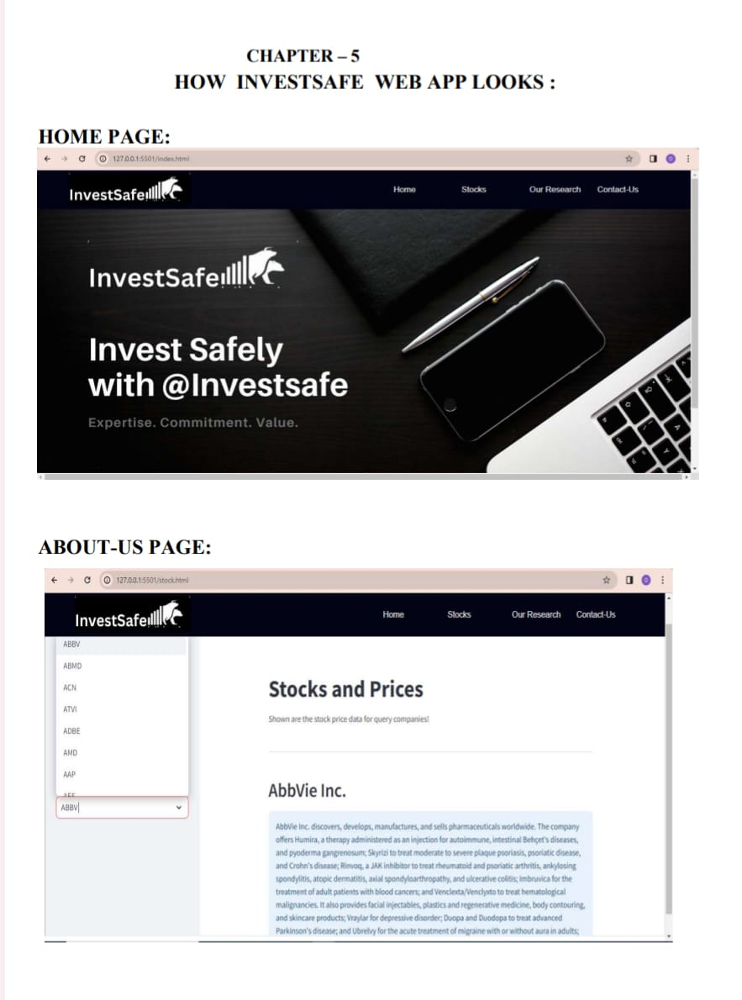 CHAPTER – 5
HOW INVESTSAFE WEB APP LOOKS :
HOME PAGE:
127.0.0.1:5501/index.html
InvestSafe
Home Stocks Our Research Contact-Us
InvestSafe
Invest Safely
with @Investsafe
Expertise. Commitment. Value.
ABOUT-US PAGE:
127.0.0.1:5501/stock.html
InvestSafe
Home Stocks Our Research Contact-Us
ABBV
ABMD
ACN
ATVI
ADBE
AMD
AAP
AES
ABBV
Stocks and Prices
Shown are the stock price data for query companies!
AbbVie Inc.
AbbVie Inc. discovers, develops, manufactures, and sells pharmaceuticals worldwide. The company
offers Humira, a therapy administered as an injection for autoimmune, intestinal Behçet's diseases,
and pyoderma gangrenosum; Skyrizi to treat moderate to severe plaque psoriasis, psoriatic disease,
and Crohn's disease; Rinvoq, a JAK inhibitor to treat rheumatoid and psoriatic arthritis, ankylosing
spondylitis, atopic dermatitis, axial spondyloarthropathy, and ulcerative colitis; Imbruvica for the
treatment of adult patients with blood cancers; and Venclexta/Venclyxto to treat hematological
malignancies. It also provides facial injectables, plastics and regenerative medicine, body contouring,
and skincare products; Vraylar for depressive disorder; Duopa and Duodopa to treat advanced
Parkinson's disease; and Ubrelvy for the acute treatment of migraine with or without aura in adults;